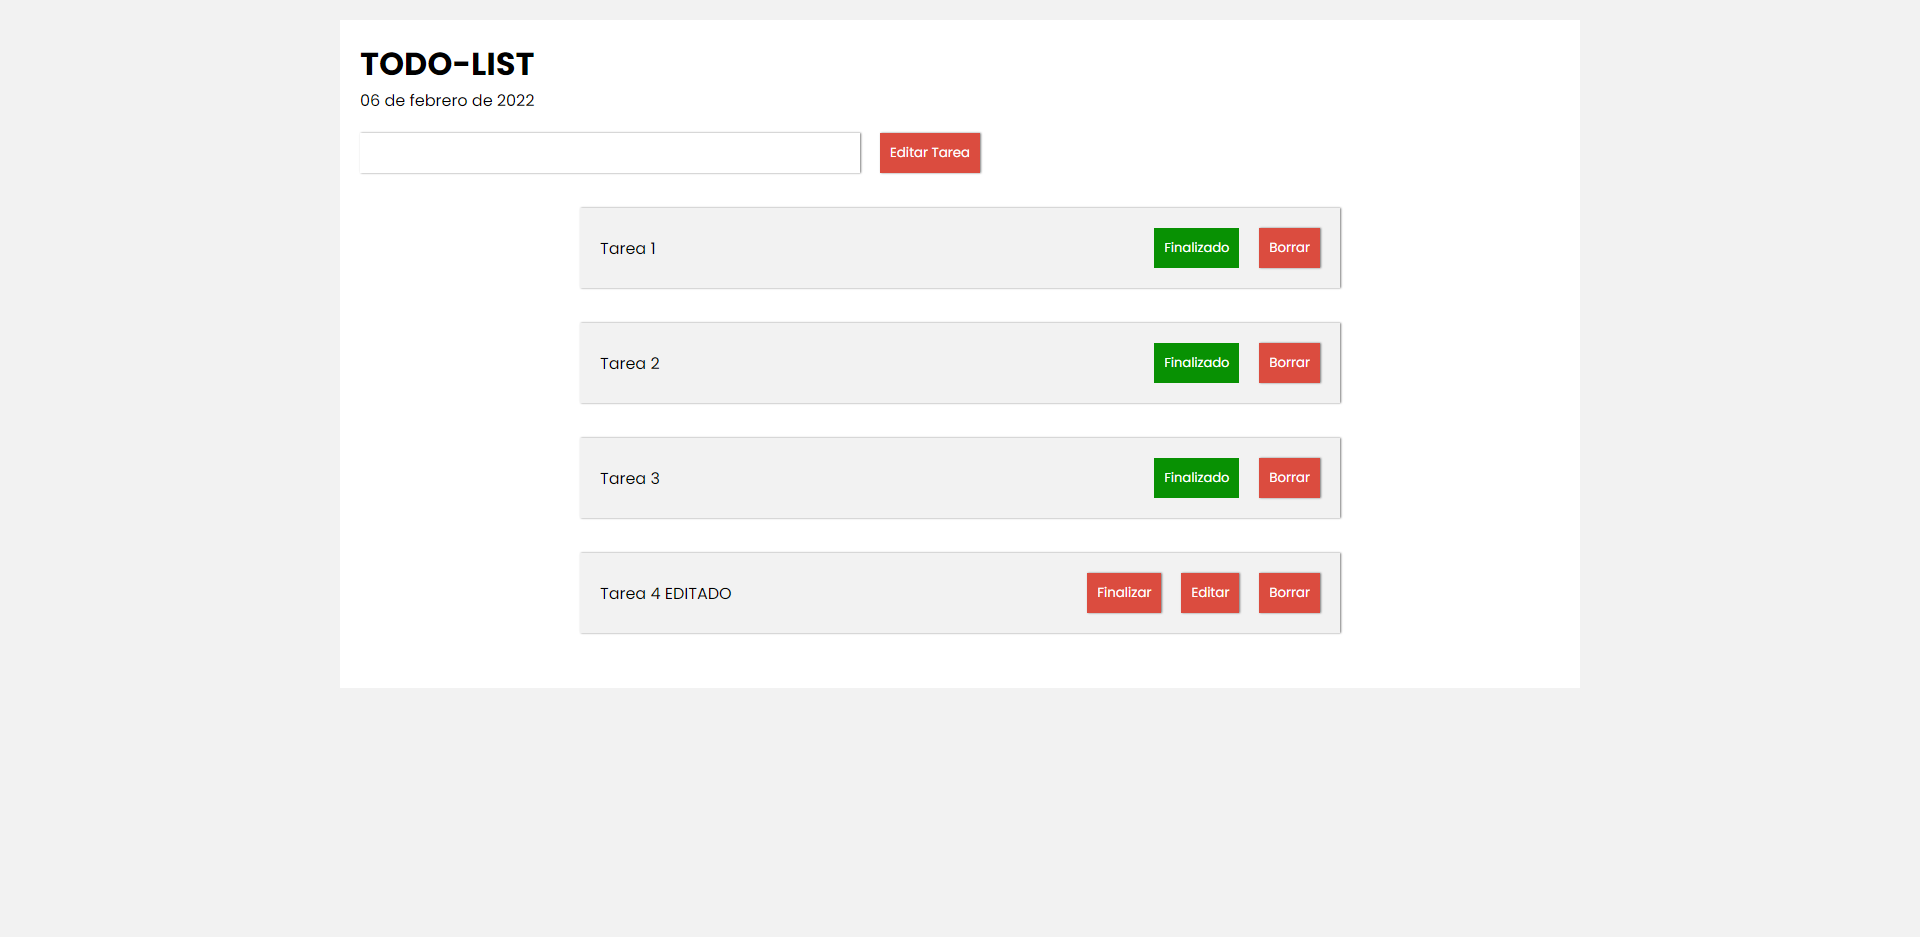 TODO-LIST
06 de febrero de 2022
Editar Tarea
Tarea 1 Finalizado Borrar
Tarea 2 Finalizado Borrar
Tarea 3 Finalizado Borrar
Tarea 4 EDITADO Finalizar Editar Borrar